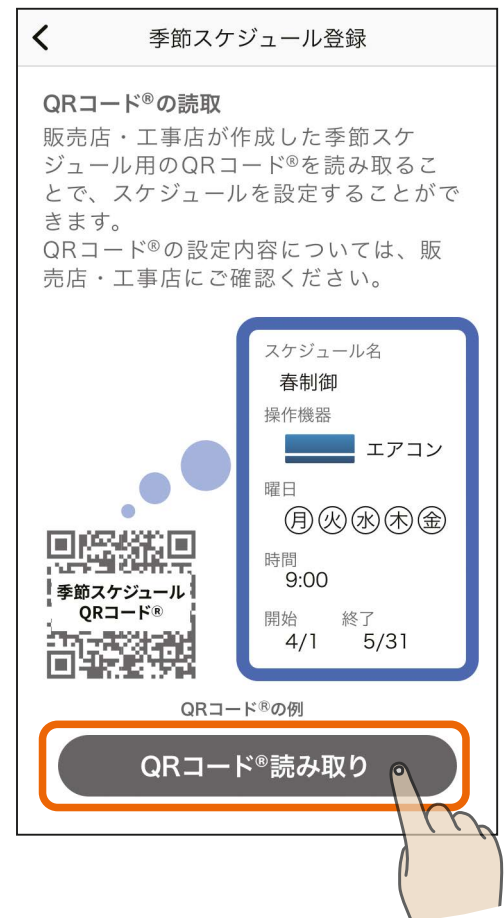 季節スケジュール登録
QRコード®の読取
販売店・工事店が作成した季節スケ
ジュール用のQRコード®を読み取るこ
とで、スケジュールを設定することがで
きます。
QRコード®の設定内容については、販
売店・工事店にご確認ください。
スケジュール名
春制御
操作機器
エアコン
曜日
月火水木金
時間
9:00
開始 終了
4/1 5/31
季節スケジュール
QRコード®
QRコード®の例
QRコード®読み取り